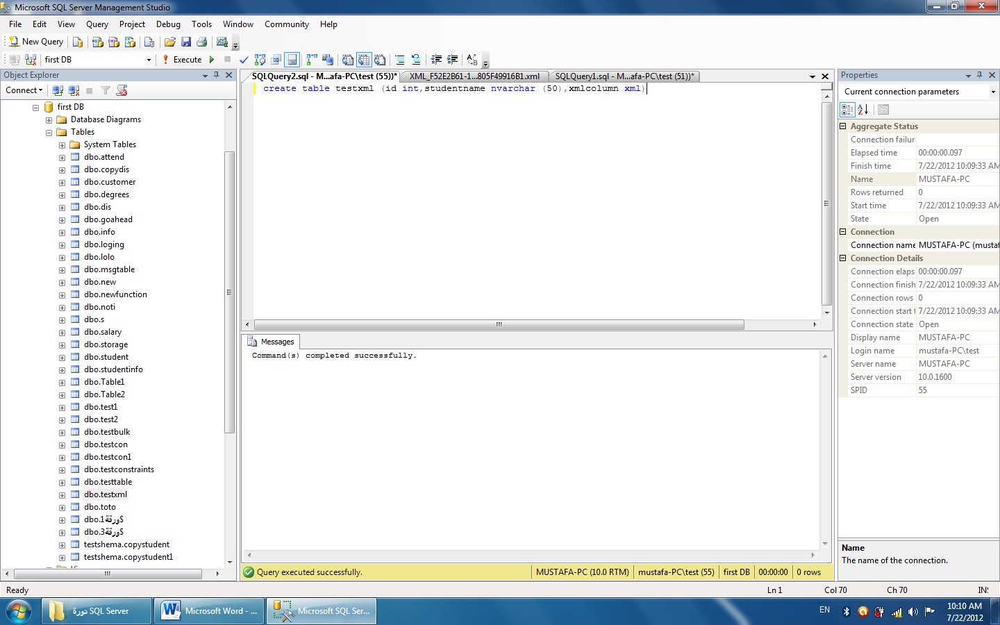 Microsoft SQL Server Management Studio
File Edit View Query Project Debug Tools Window Community Help
New Query
first DB Execute
Object Explorer
Connect
first DB
Database Diagrams
Tables
System Tables
dbo.attend
dbo.copydis
dbo.customer
dbo.degrees
dbo.dis
dbo.goahead
dbo.info
dbo.loging
dbo.lolo
dbo.msgtable
dbo.new
dbo.newfunction
dbo.noti
dbo.s
dbo.salary
dbo.storage
dbo.student
dbo.studentinfo
dbo.Table1
dbo.Table2
dbo.test1
dbo.test2
dbo.testbulk
dbo.testcon
dbo.testcon1
dbo.testconstraints
dbo.testtable
dbo.testxml
dbo.toto
dbo.ورقة1$
dbo.ورقة3$
testshema.copystudent
testshema.copystudent1
SQLQuery2.sql - M...afa-PC\test (55))* XML_F52E2B61-1...805F49916B1.xml SQLQuery1.sql - M...afa-PC\test (51))*
create table testxml (id int,studentname nvarchar (50),xmlcolumn xml)
Messages
Command(s) completed successfully.
Query executed successfully. MUSTAFA-PC (10.0 RTM) mustafa-PC\test (55) first DB 00:00:00 0 rows
Properties
Current connection parameters
Aggregate Status
Connection failur
Elapsed time 00:00:00.097
Finish time 7/22/2012 10:09:33 AM
Name MUSTAFA-PC
Rows returned 0
Start time 7/22/2012 10:09:33 AM
State Open
Connection
Connection name MUSTAFA-PC (mustaf
Connection Details
Connection elaps 00:00:00.097
Connection finish 7/22/2012 10:09:33 AM
Connection rows 0
Connection start t 7/22/2012 10:09:33 AM
Connection state Open
Display name MUSTAFA-PC
Login name mustafa-PC\test
Server name MUSTAFA-PC
Server version 10.0.1600
SPID 55
Name
The name of the connection.
Ready Ln 1 Col 70 Ch 70 INS
دورة SQL Server Microsoft Word - ... Microsoft SQL Ser... EN 10:10 AM
7/22/2012